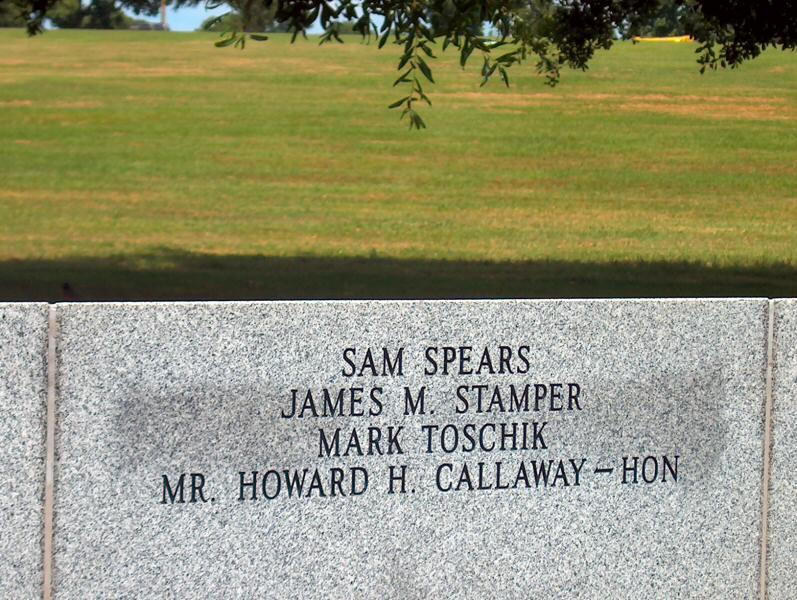 SAM SPEARS
JAMES M. STAMPER
MARK TOSCHIK
MR. HOWARD H. CALLAWAY-HON